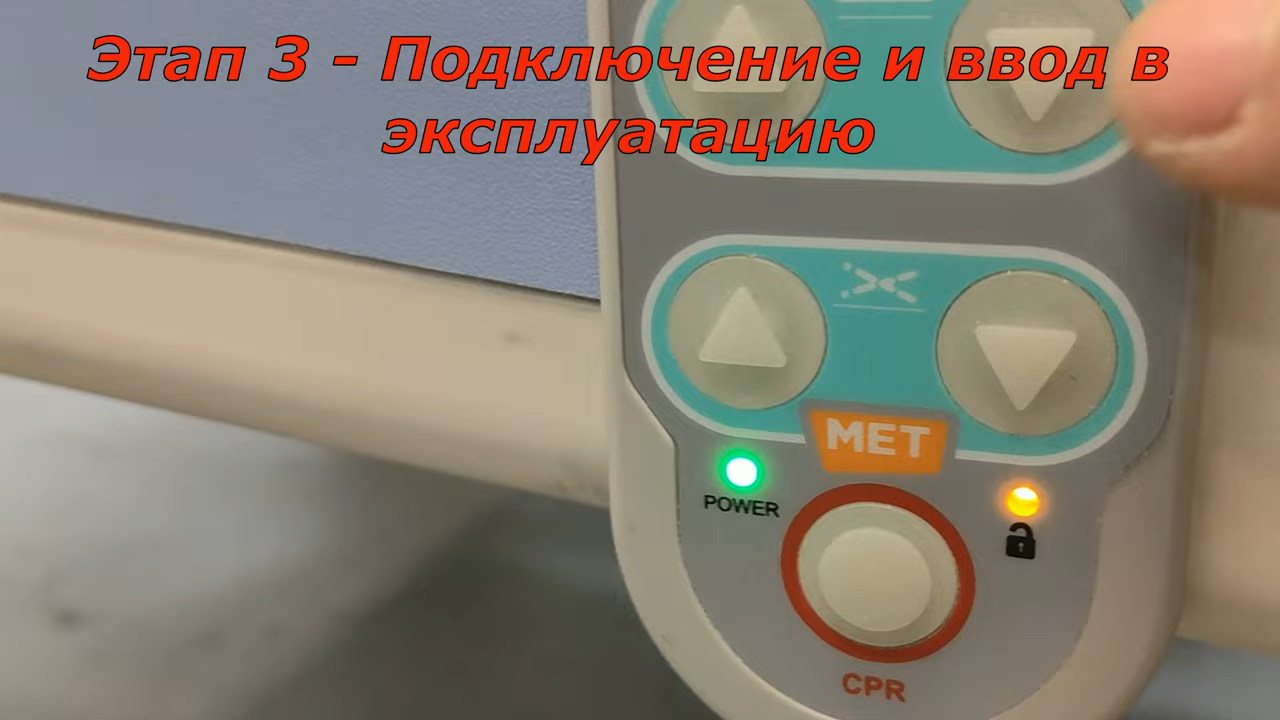 Этап 3 - Подключение и ввод в
эксплуатацию
MET
POWER
CPR